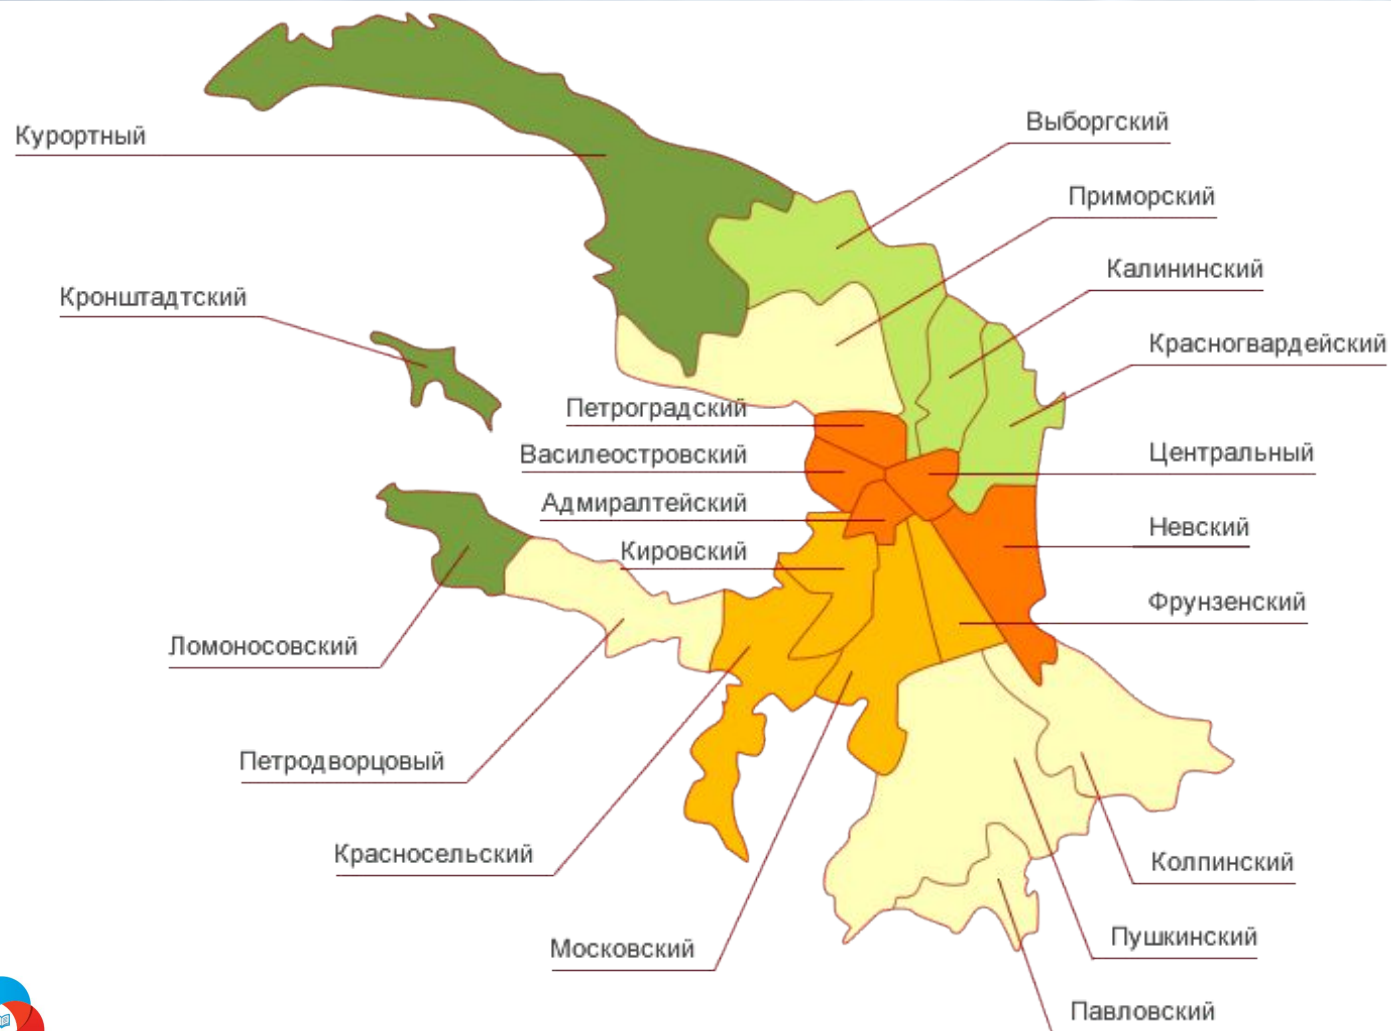 Курортный
Выборгский
Приморский
Калининский
Кронштадтский
Красногвардейский
Петроградский
Василеостровский
Центральный
Адмиралтейский
Невский
Кировский
Фрунзенский
Ломоносовский
Петродворцовый
Красносельский
Колпинский
Московский
Пушкинский
Павловский